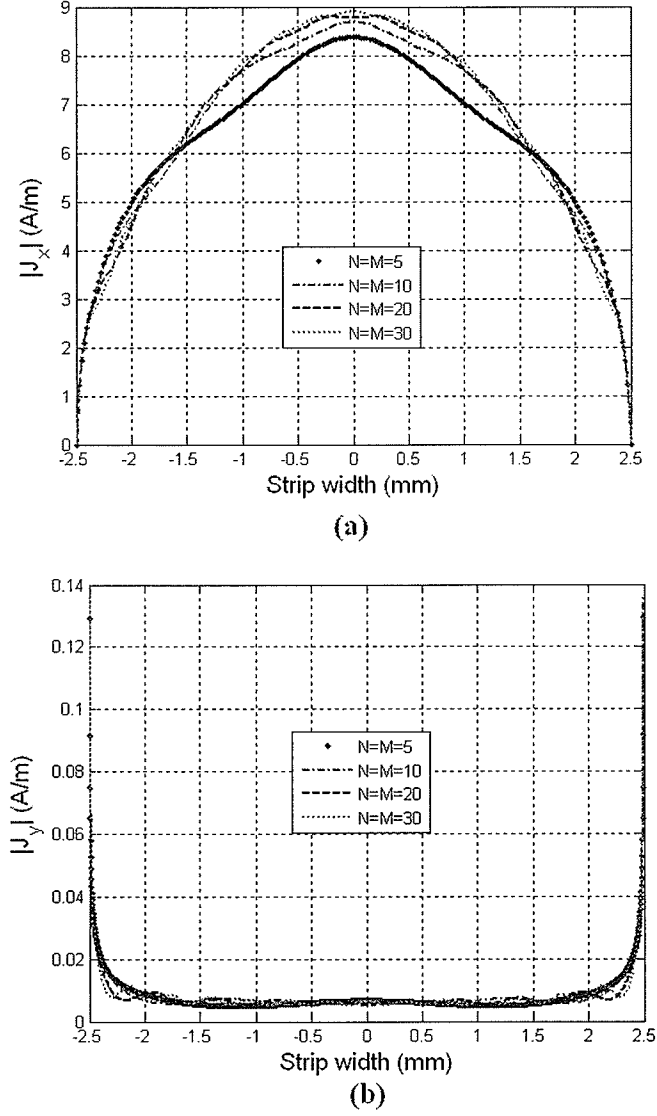 9
8
7
6
5
4
3
2
1
0
|Jx| (A/m)
N=M=5
N=M=10
N=M=20
N=M=30
-2.5 -2 -1.5 -1 -0.5 0 0.5 1 1.5 2 2.5
Strip width (mm)
(a)
0.14
0.12
0.1
0.08
0.06
0.04
0.02
0
|Jy| (A/m)
N=M=5
N=M=10
N=M=20
N=M=30
-2.5 -2 -1.5 -1 -0.5 0 0.5 1 1.5 2 2.5
Strip width (mm)
(b)